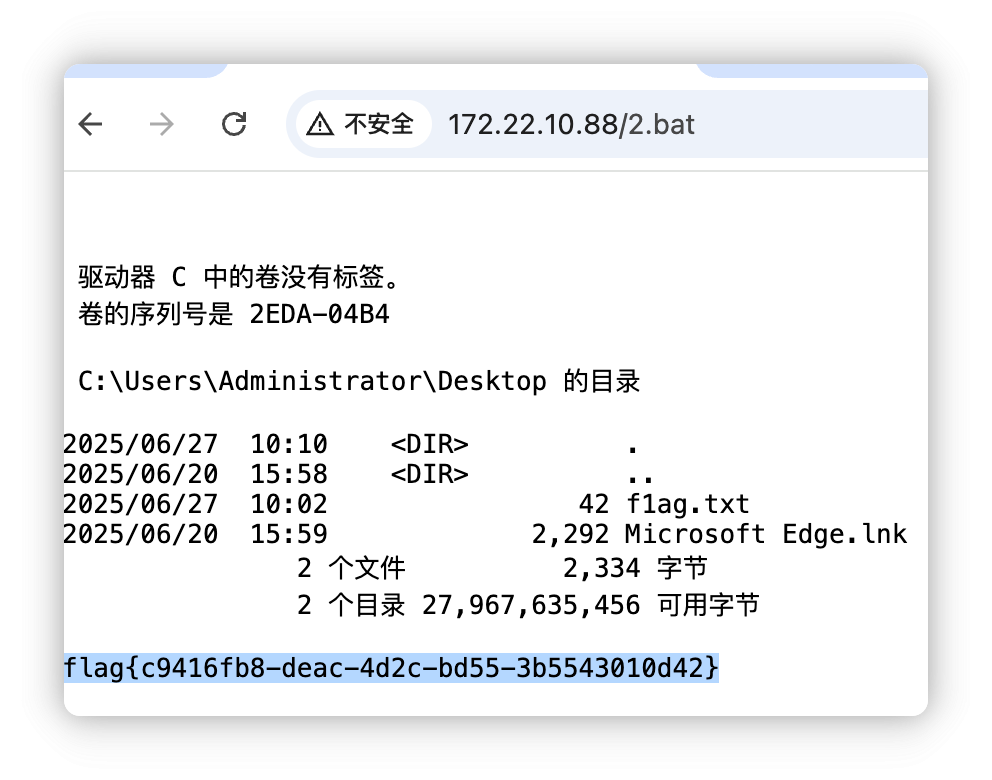 不安全 172.22.10.88/2.bat
驱动器 C 中的卷没有标签。
卷的序列号是 2EDA-04B4
C:\Users\Administrator\Desktop 的目录
2025/06/27  10:10    <DIR>          .
2025/06/20  15:58    <DIR>          ..
2025/06/27  10:02                42 f1ag.txt
2025/06/20  15:59             2,292 Microsoft Edge.lnk
2 个文件          2,334 字节
2 个目录 27,967,635,456 可用字节
flag{c9416fb8-deac-4d2c-bd55-3b5543010d42}